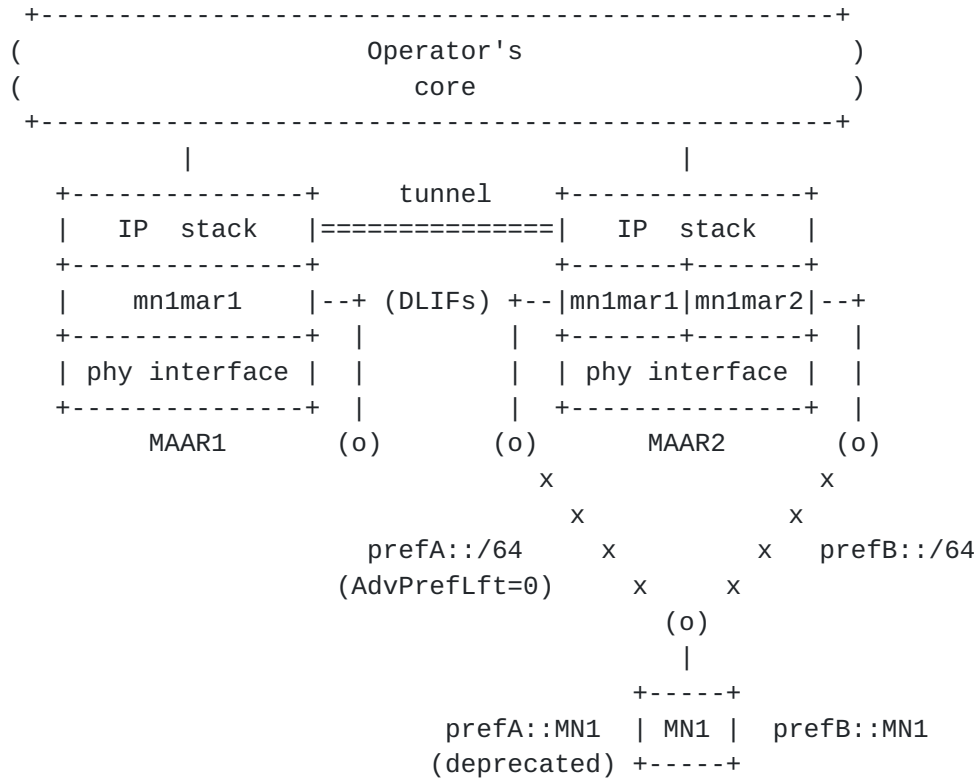 +---------------------------------------------------+
(                      Operator's                     )
(                         core                        )
+---------------------------------------------------+
|                               |
+---------------+     tunnel    +---------------+
|   IP  stack   |===============|   IP  stack   |
+---------------+               +-------+-------+
|    mn1mar1    |--+ (DLIFs) +--|mn1mar1|mn1mar2|--+
+---------------+  |         |  +-------+-------+  |
| phy interface |  |         |  | phy interface |  |
+---------------+  |         |  +---------------+  |
MAAR1       (o)       (o)       MAAR2         (o)
x                 x
x             x
prefA::/64     x         x   prefB::/64
(AdvPrefLft=0)     x     x
(o)
|
+-----+
prefA::MN1  | MN1 |  prefB::MN1
(deprecated) +-----+